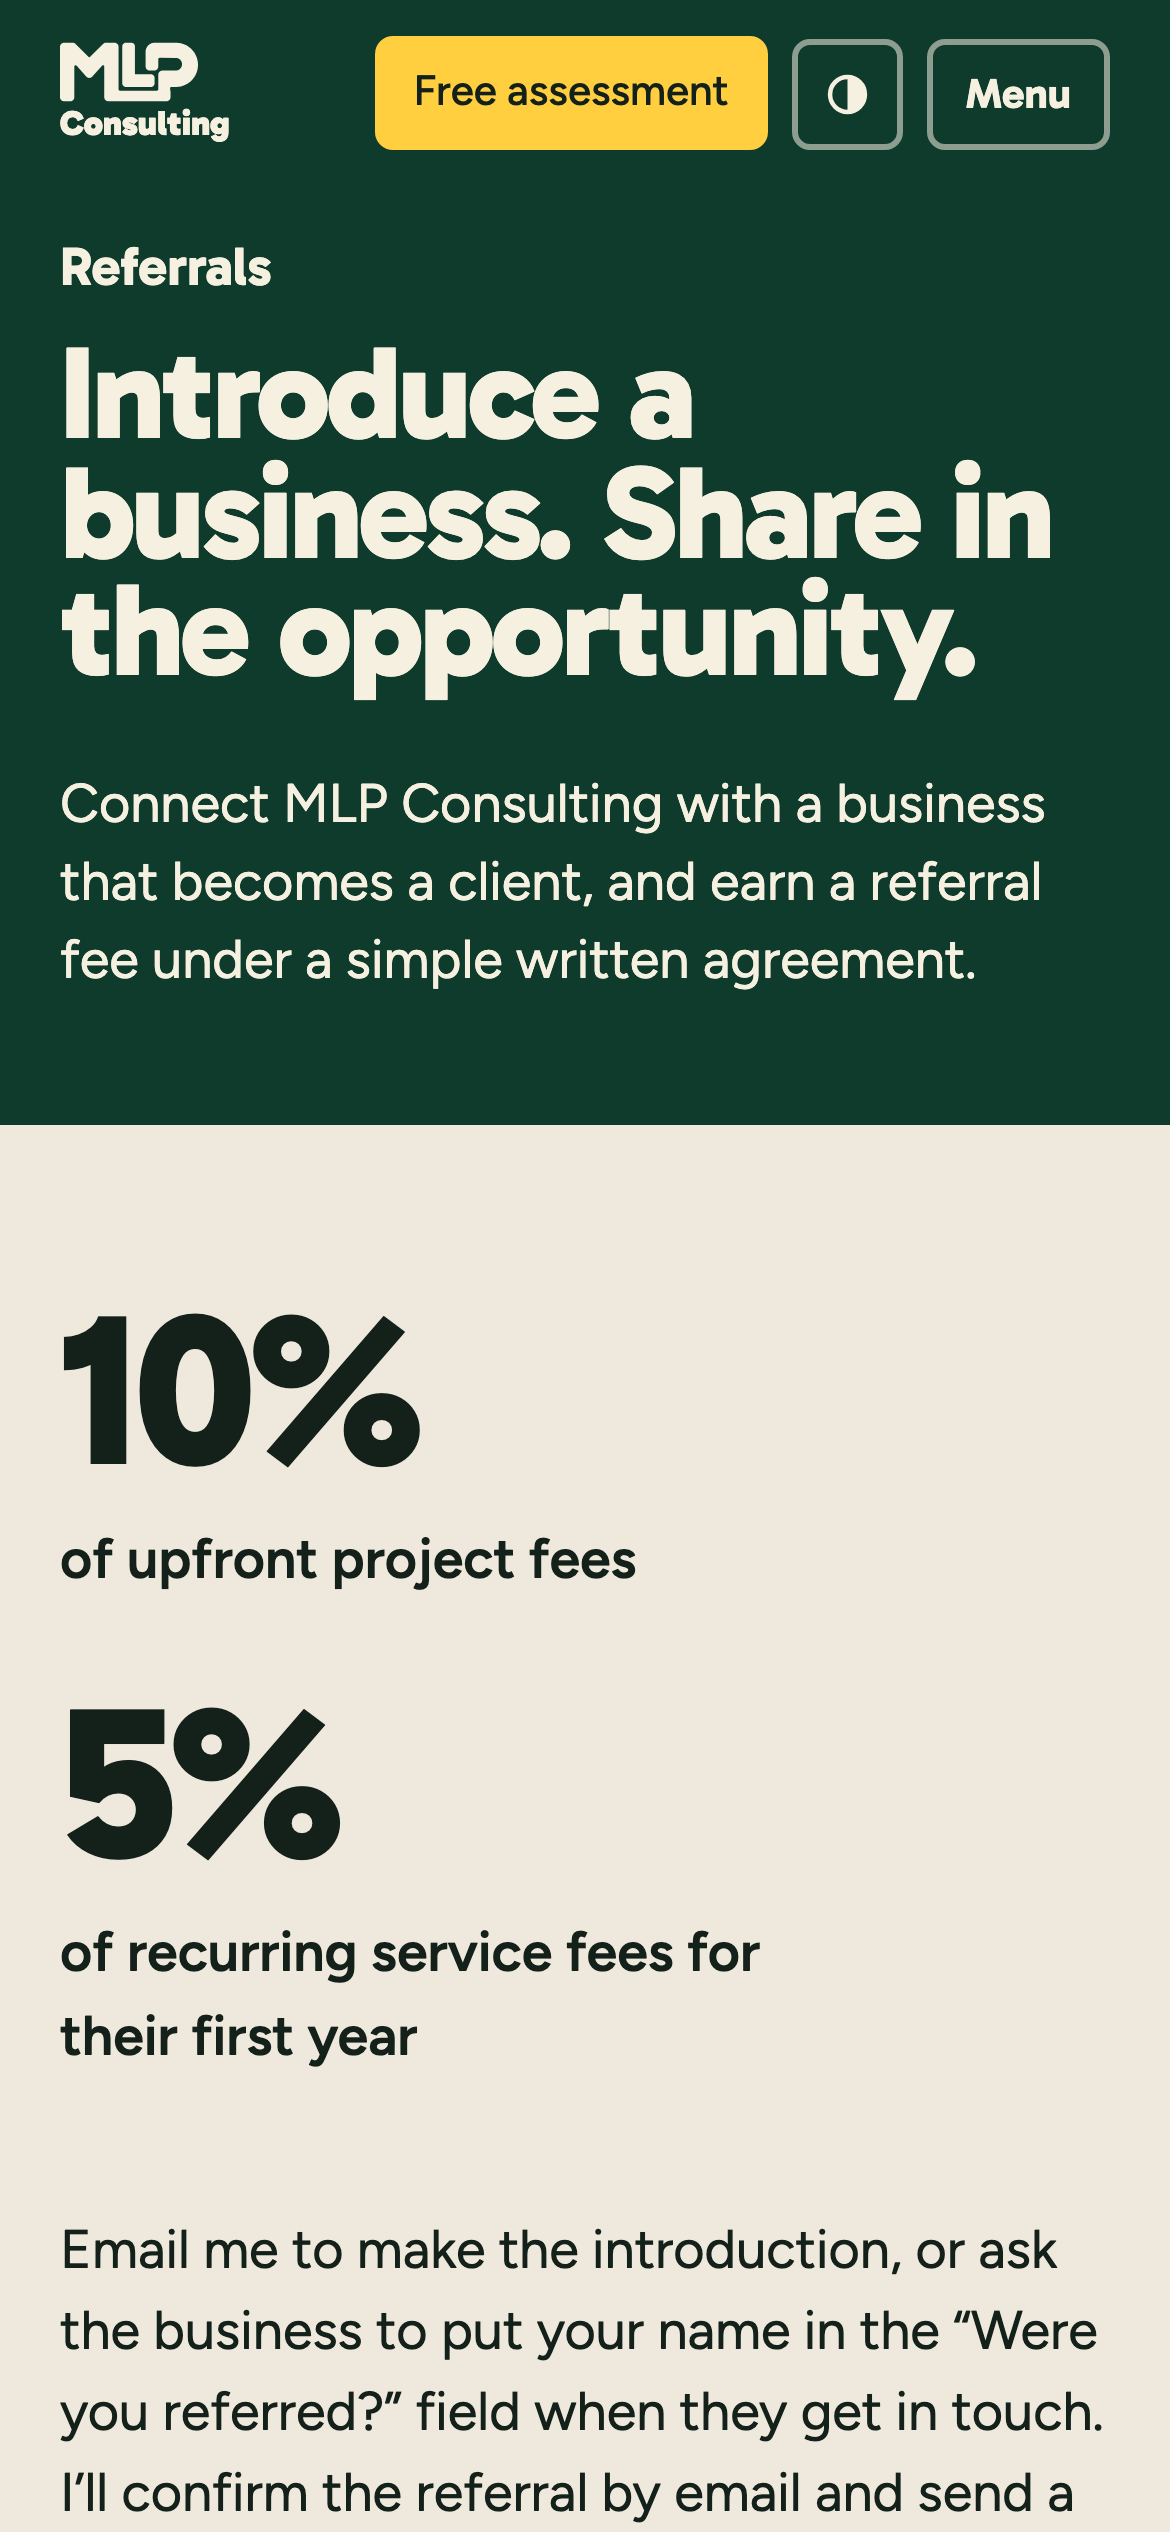 MLP
Consulting
Free assessment
Menu
Referrals
Introduce a
business. Share in
the opportunity.
Connect MLP Consulting with a business
that becomes a client, and earn a referral
fee under a simple written agreement.
10%
of upfront project fees
5%
of recurring service fees for
their first year
Email me to make the introduction, or ask
the business to put your name in the “Were
you referred?” field when they get in touch.
I’ll confirm the referral by email and send a